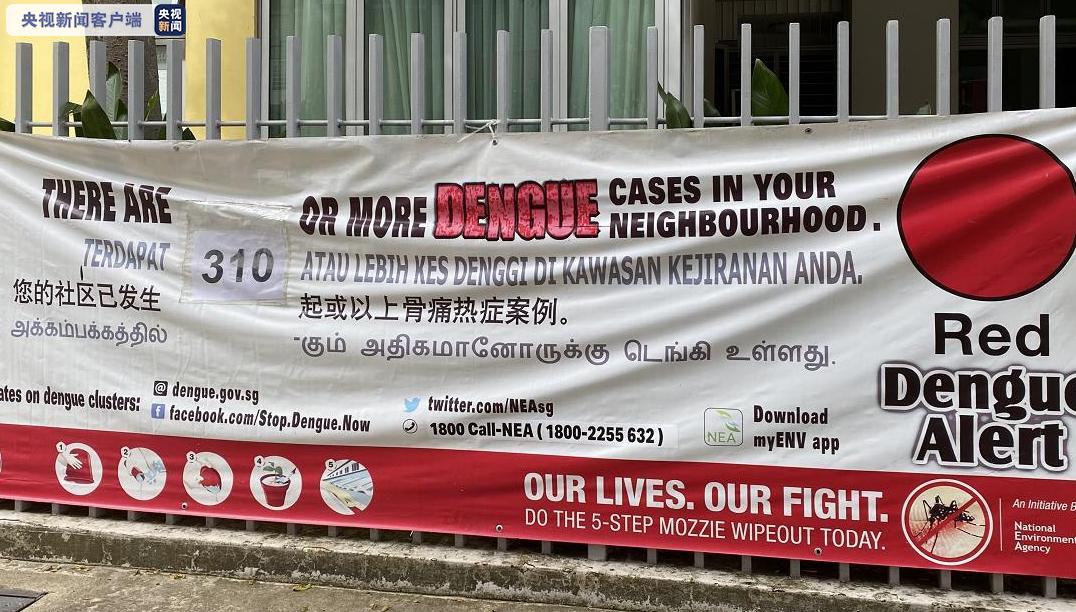 央视新闻客户端
央视
新闻
THERE ARE
310
OR MORE DENGUE CASES IN YOUR NEIGHBOURHOOD.
TERDAPAT
ATAU LEBIH KES DENGGI DI KAWASAN KEJIRANAN ANDA.
您的社区已发生
起或以上骨痛热症案例。
அக்கம்பக்கத்தில்
-கும் அதிகமானோருக்கு டெங்கி உள்ளது.
on dengue clusters:
@ dengue.gov.sg
facebook.com/Stop.Dengue.Now
twitter.com/NEAsg
1800 Call-NEA ( 1800-2255 632 )
NEA
Download
myENV app
Red
Dengue
Alert
1 2 3 4 5
OUR LIVES. OUR FIGHT.
DO THE 5-STEP MOZZIE WIPEOUT TODAY.
An Initiative
National
Environment
Agency